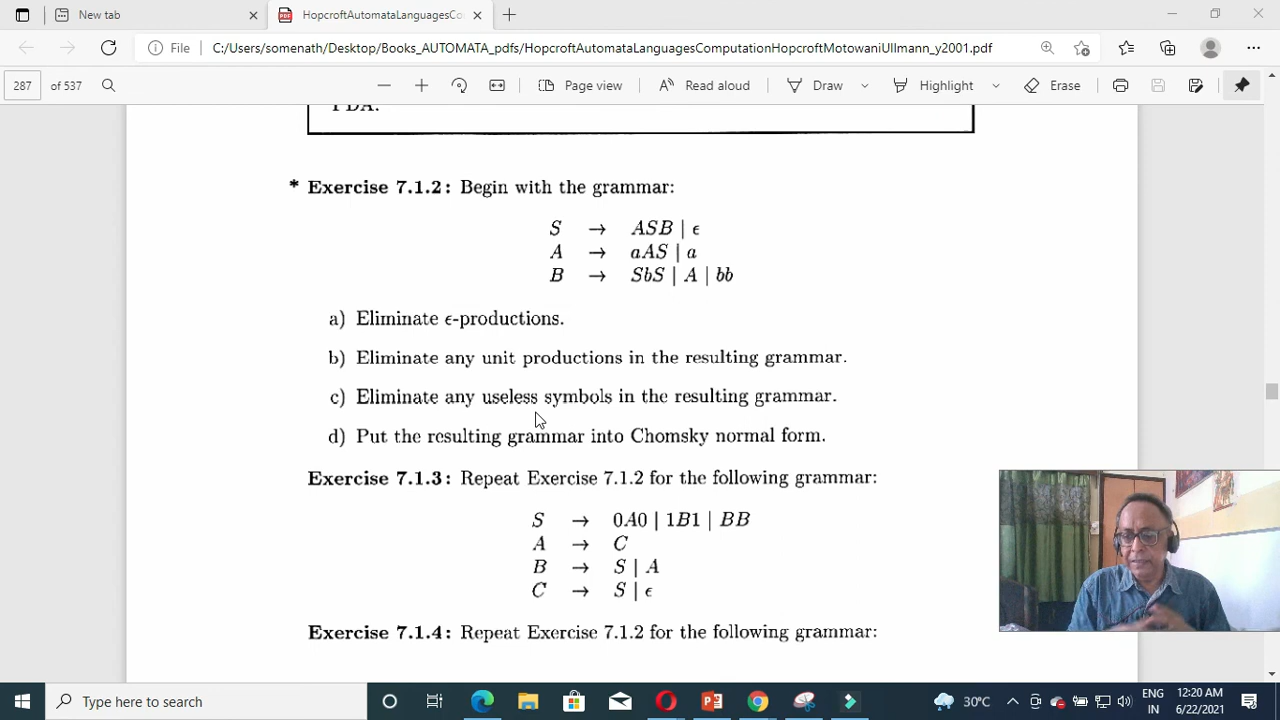 New tab
HopcroftAutomataLanguagesCo
File
C:/Users/somenath/Desktop/Books_AUTOMATA_pdfs/HopcroftAutomataLanguagesComputationHopcroftMotowaniUllmann_y2001.pdf
287 of 537
Page view
Read aloud
Draw
Highlight
Erase
PDA.
* Exercise 7.1.2: Begin with the grammar:
S → ASB | ϵ
A → aAS | a
B → SbS | A | bb
a) Eliminate ϵ-productions.
b) Eliminate any unit productions in the resulting grammar.
c) Eliminate any useless symbols in the resulting grammar.
d) Put the resulting grammar into Chomsky normal form.
Exercise 7.1.3: Repeat Exercise 7.1.2 for the following grammar:
S → 0A0 | 1B1 | BB
A → C
B → S | A
C → S | ϵ
Exercise 7.1.4: Repeat Exercise 7.1.2 for the following grammar:
Type here to search
30°C
ENG
IN
12:20 AM
6/22/2021